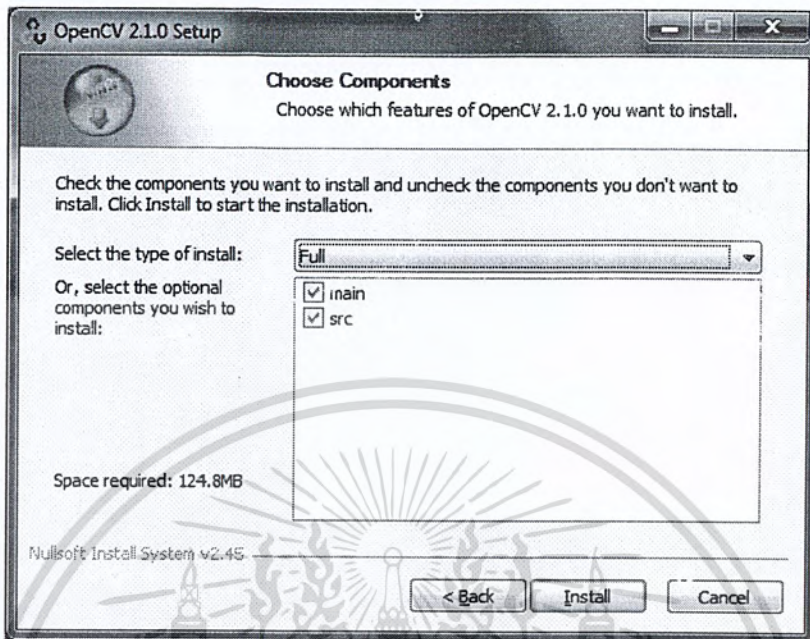 OpenCV 2.1.0 Setup
Choose Components
Choose which features of OpenCV 2.1.0 you want to install.
Check the components you want to install and uncheck the components you don't want to
install. Click Install to start the installation.
Select the type of install:
Full
Or, select the optional
components you wish to
install:
main
src
Space required: 124.8MB
Nullsoft Install System v2.45
< Back
Install
Cancel